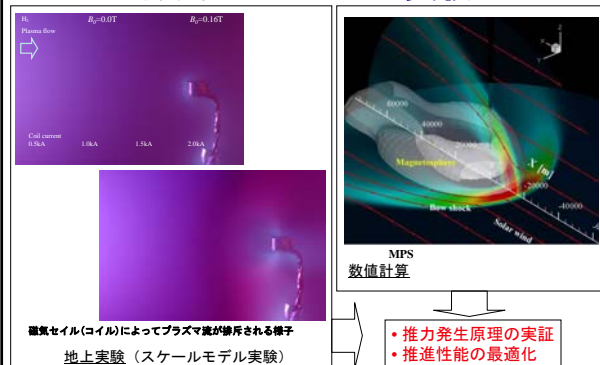 H₂
B₀=0.0T
B₀=0.16T
Plasma flow
Coil current
0.5kA
1.0kA
1.5kA
2.0kA
磁気セイル(コイル)によってプラズマ流が排斥される様子
地上実験（スケールモデル実験）
60000
40000
20000
Magnetosphere
X [m]
-20000
-40000
Bow shock
Solar wind
MPS
数値計算
• 推力発生原理の実証
• 推進性能の最適化